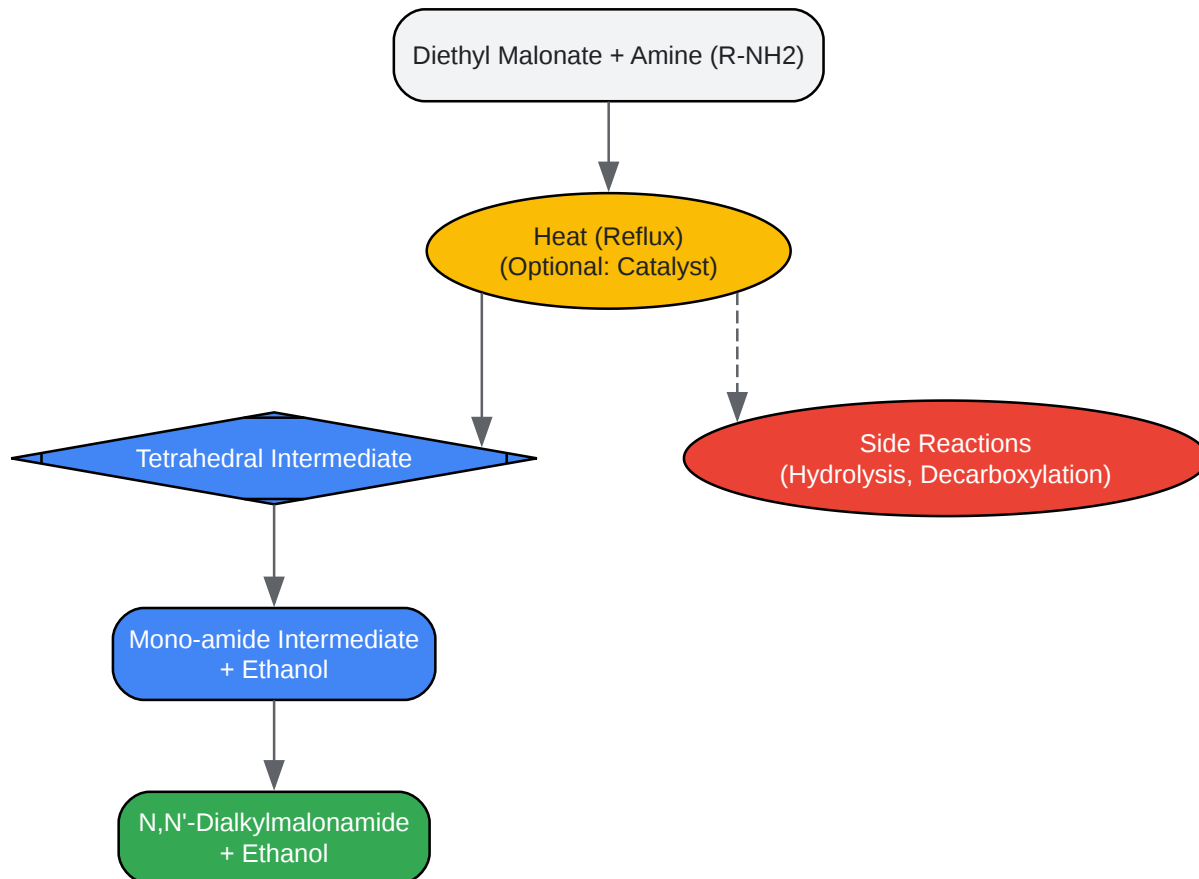 Diethyl Malonate + Amine (R-NH2)
Heat (Reflux)
(Optional: Catalyst)
Tetrahedral Intermediate
Side Reactions
(Hydrolysis, Decarboxylation)
Mono-amide Intermediate
+ Ethanol
N,N'-Dialkylmalonamide
+ Ethanol